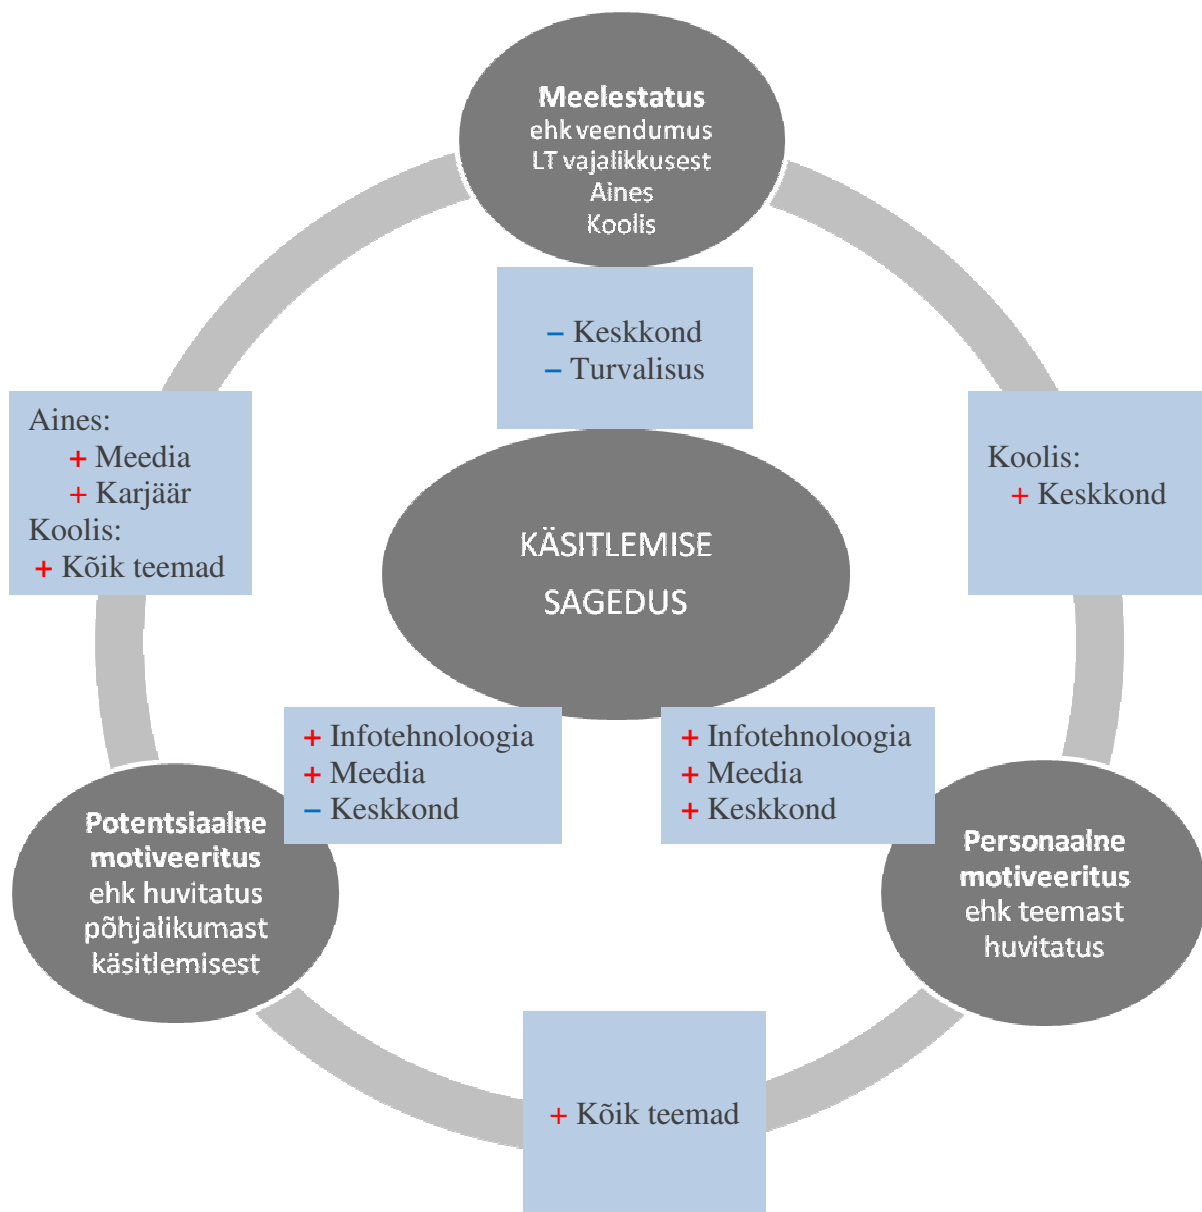 Meelestatus
ehk veendumus
LT vajalikkusest
Aines
Koolis
– Keskkond
– Turvalisus
Aines:
+ Meedia
+ Karjäär
Koolis:
+ Kõik teemad
Koolis:
+ Keskkond
KÄSITLEMISE
SAGEDUS
+ Infotehnoloogia
+ Meedia
– Keskkond
+ Infotehnoloogia
+ Meedia
+ Keskkond
Potentsiaalne
motiveeritus
ehk huvitatus
põhjalikumast
käsitlemisest
Personaalne
motiveeritus
ehk teemast
huvitatus
+ Kõik teemad